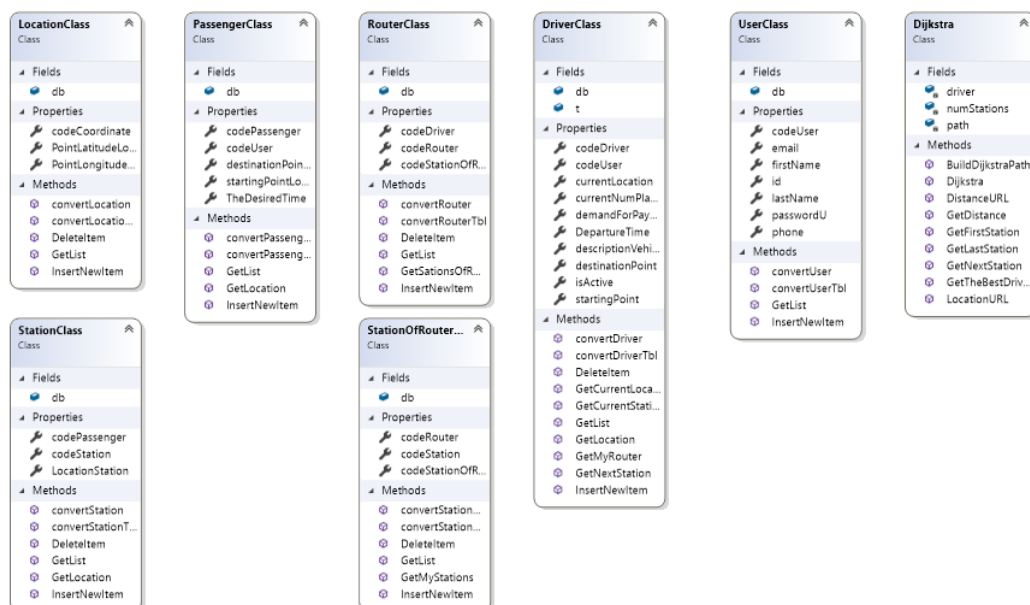 LocationClass
Class
Fields
db
Properties
codeCoordinate
PointLatitudeLo...
PointLongitude...
Methods
convertLocation
convertLocatio...
DeleteItem
GetList
InsertNewItem
PassengerClass
Class
Fields
db
Properties
codePassenger
codeUser
destinationPoin...
startingPointLo...
TheDesiredTime
Methods
convertPasseng...
convertPasseng...
GetList
GetLocation
InsertNewItem
RouterClass
Class
Fields
db
Properties
codeDriver
codeRouter
codeStationOfR...
Methods
convertRouter
convertRouterTbl
DeleteItem
GetList
GetSationsOfR...
InsertNewItem
DriverClass
Class
Fields
db
t
Properties
codeDriver
codeUser
currentLocation
currentNumPla...
demandForPay...
DepartureTime
descriptionVehi...
destinationPoint
isActive
startingPoint
Methods
convertDriver
convertDriverTbl
DeleteItem
GetCurrentLoca...
GetCurrentStati...
GetList
GetLocation
GetMyRouter
GetNextStation
InsertNewItem
UserClass
Class
Fields
db
Properties
codeUser
email
firstName
id
lastName
passwordU
phone
Methods
convertUser
convertUserTbl
GetList
InsertNewItem
Dijkstra
Class
Fields
driver
numStations
path
Methods
BuildDijkstraPath
Dijkstra
DistanceURL
GetDistance
GetFirstStation
GetLastStation
GetNextStation
GetTheBestDriv...
LocationURL
StationClass
Class
Fields
db
Properties
codePassenger
codeStation
LocationStation
Methods
convertStation
convertStationT...
DeleteItem
GetList
GetLocation
InsertNewItem
StationOfRouter...
Class
Fields
db
Properties
codeRouter
codeStation
codeStationOfR...
Methods
convertStation...
convertStation...
DeleteItem
GetList
GetMyStations
InsertNewItem